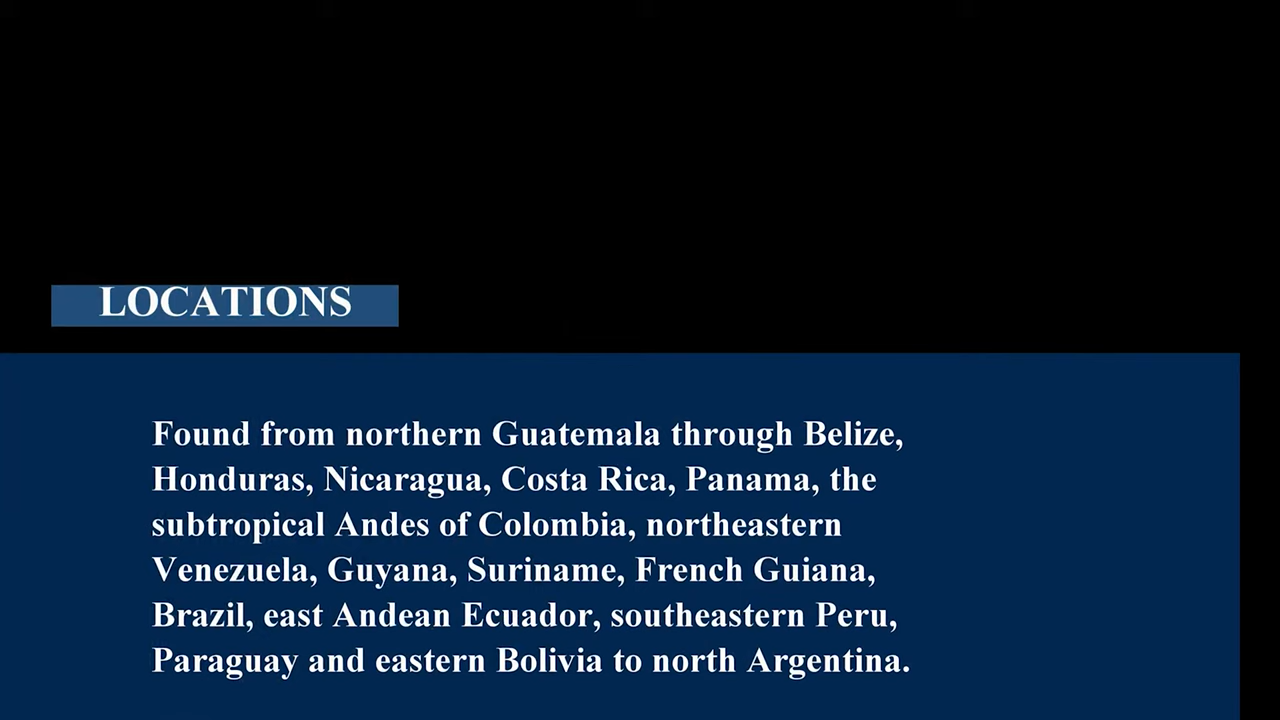 LOCATIONS
Found from northern Guatemala through Belize,
Honduras, Nicaragua, Costa Rica, Panama, the
subtropical Andes of Colombia, northeastern
Venezuela, Guyana, Suriname, French Guiana,
Brazil, east Andean Ecuador, southeastern Peru,
Paraguay and eastern Bolivia to north Argentina.